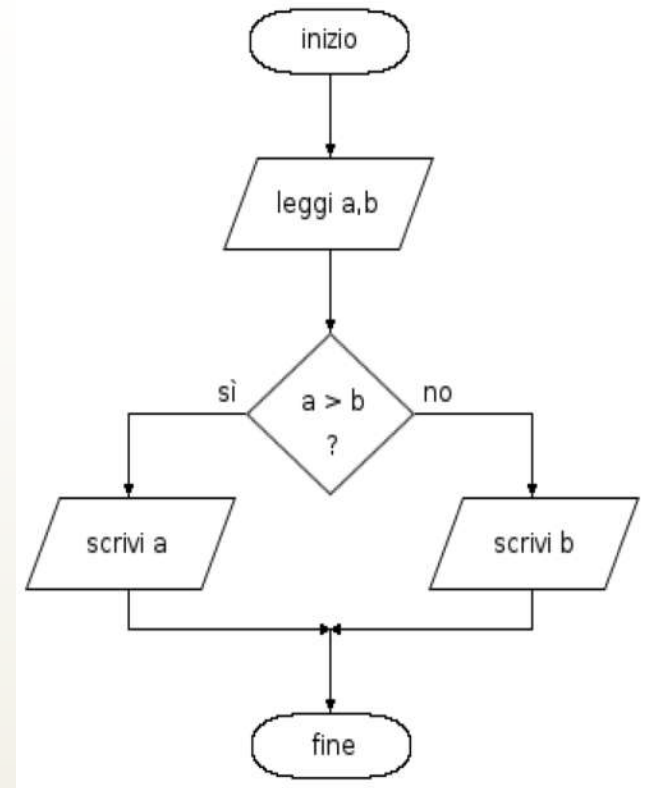 inizio
leggi a,b
sì
a > b
?
no
scrivi a
scrivi b
fine